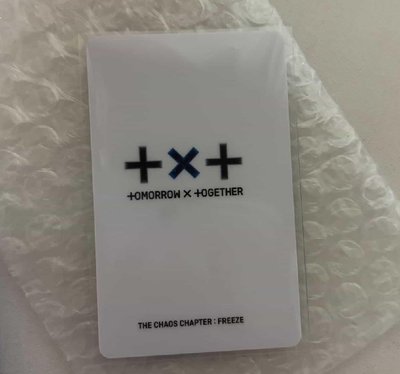 +×+
+OMORROW × +OGETHER
THE CHAOS CHAPTER : FREEZE